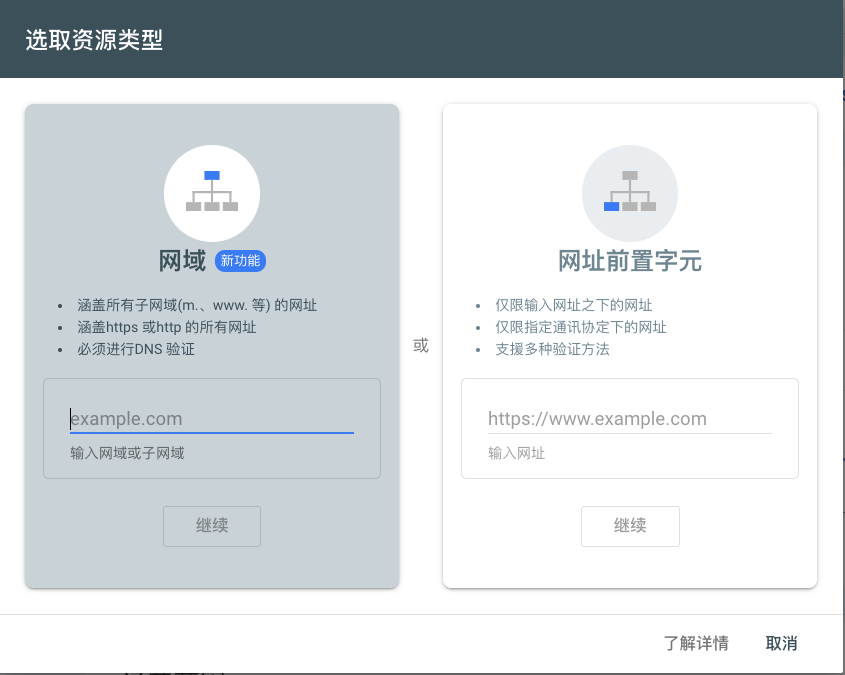 选取资源类型
网域 新功能
• 涵盖所有子网域(m.、www. 等) 的网址
• 涵盖https 或http 的所有网址
• 必须进行DNS 验证
example.com
输入网域或子网域
继续
或
网址前置字元
• 仅限输入网址之下的网址
• 仅限指定通讯协定下的网址
• 支援多种验证方法
https://www.example.com
输入网址
继续
了解详情 取消